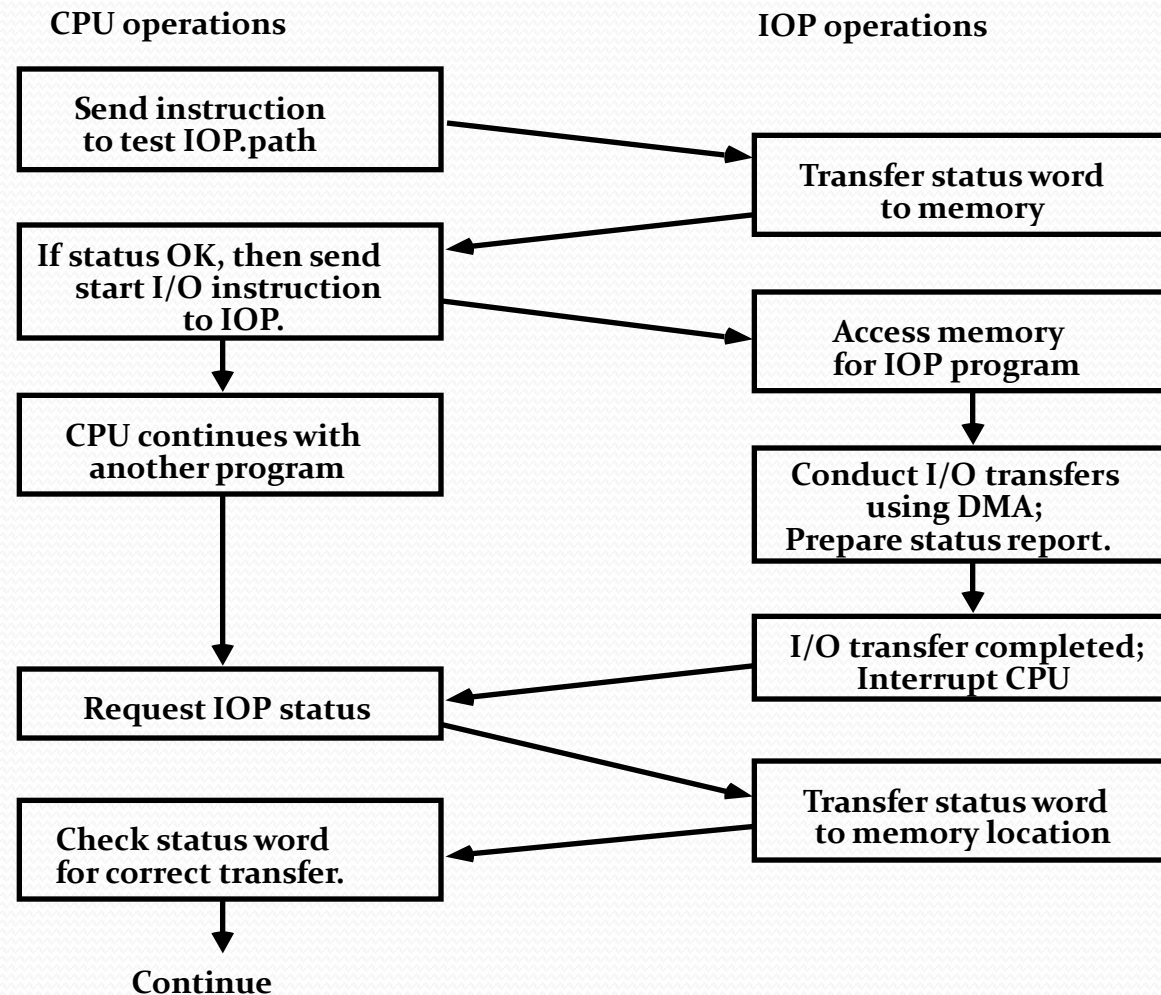 CPU operations
IOP operations
Send instruction
to test IOP.path
Transfer status word
to memory
If status OK, then send
start I/O instruction
to IOP.
Access memory
for IOP program
CPU continues with
another program
Conduct I/O transfers
using DMA;
Prepare status report.
I/O transfer completed;
Interrupt CPU
Request IOP status
Transfer status word
to memory location
Check status word
for correct transfer.
Continue